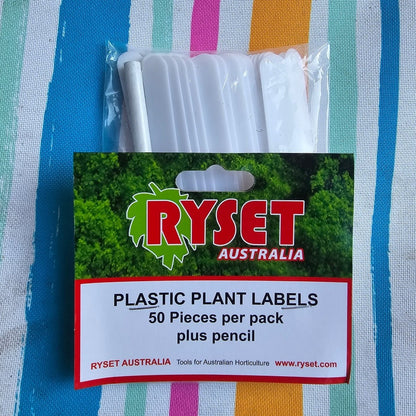 RYSET
AUSTRALIA
PLASTIC PLANT LABELS
50 Pieces per pack
plus pencil
RYSET AUSTRALIA Tools for Australian Horticulture www.ryset.com